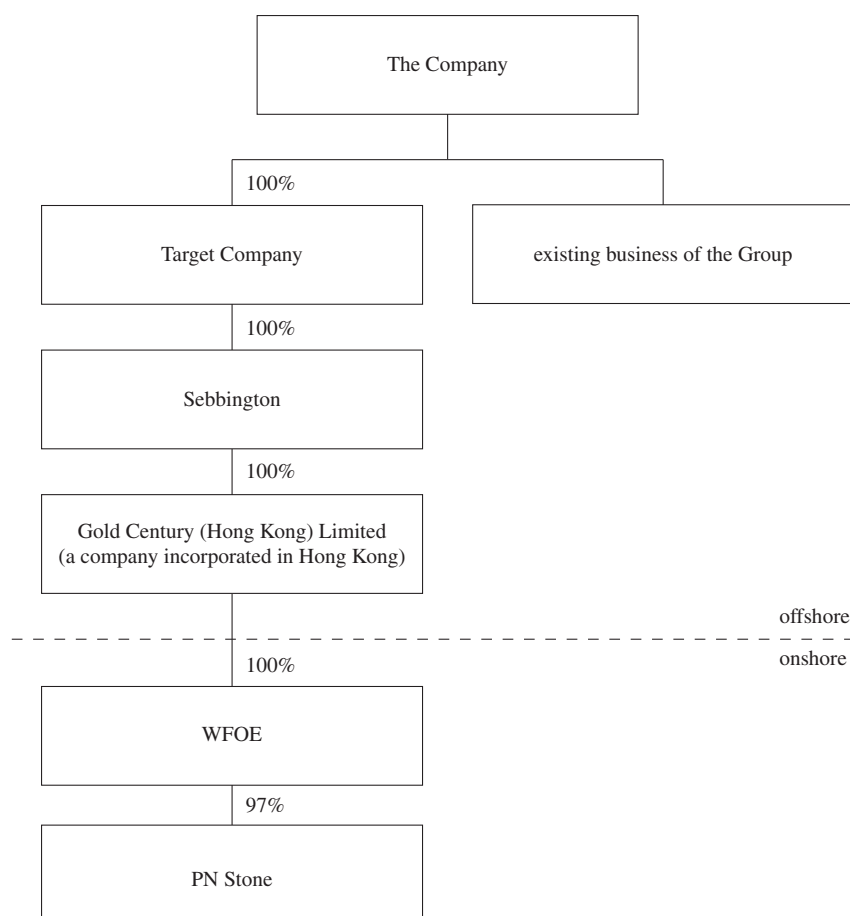 The Company
100%
Target Company
existing business of the Group
100%
Sebbington
100%
Gold Century (Hong Kong) Limited
(a company incorporated in Hong Kong)
offshore
onshore
100%
WFOE
97%
PN Stone